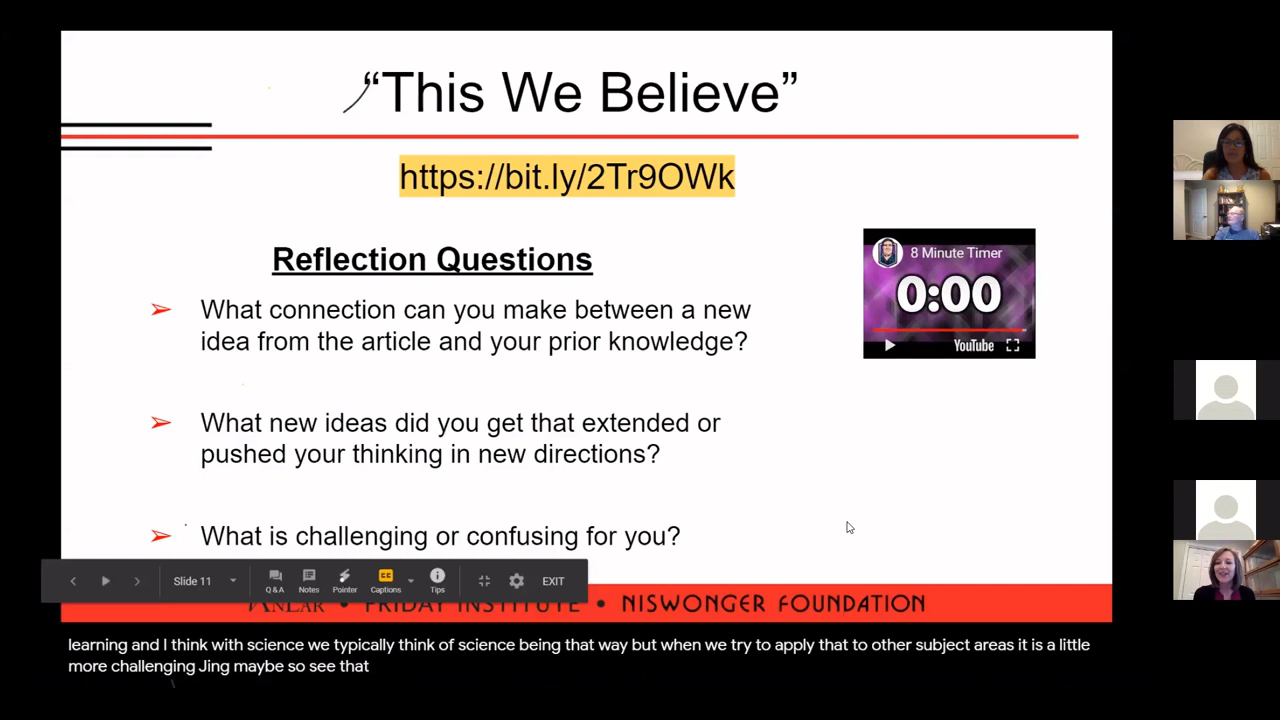 “This We Believe”
https://bit.ly/2Tr9OWk
Reflection Questions
8 Minute Timer
0:00
YouTube
➢ What connection can you make between a new
idea from the article and your prior knowledge?
➢ What new ideas did you get that extended or
pushed your thinking in new directions?
➢ What is challenging or confusing for you?
Slide 11
Q&A
Notes
Pointer
CC
Captions
Tips
EXIT
• FRIDAY INSTITUTE • NISWONGER FOUNDATION
learning and I think with science we typically think of science being that way but when we try to apply that to other subject areas it is a little
more challenging Jing maybe so see that